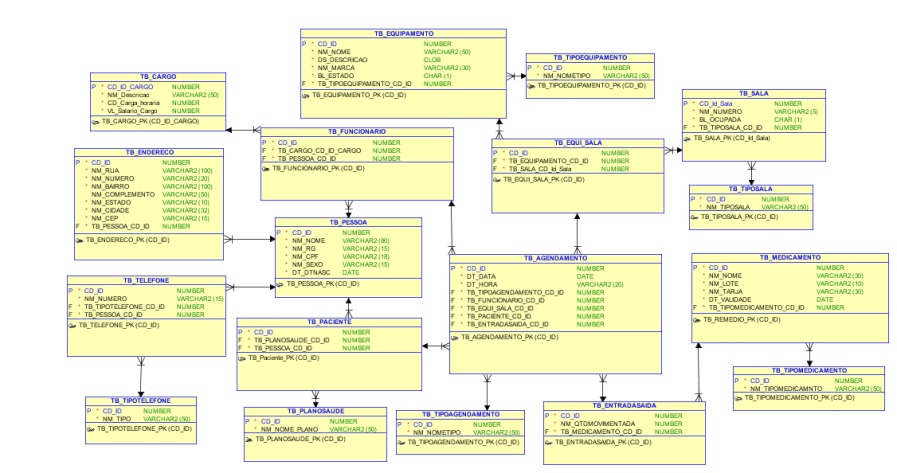 TB_EQUIPAMENTO
P * CD_ID NUMBER
* NM_NOME VARCHAR2 (50)
* DS_DESCRICAO CLOB
* NM_MARCA VARCHAR2 (30)
* BL_ESTADO CHAR (1)
F * TB_TIPOEQUIPAMENTO_CD_ID NUMBER
TB_EQUIPAMENTO_PK (CD_ID)
TB_TIPOEQUIPAMENTO
P * CD_ID NUMBER
* NM_NOMETIPO VARCHAR2 (50)
TB_TIPOEQUIPAMENTO_PK (CD_ID)
TB_CARGO
P * CD_ID_CARGO NUMBER
* NM_Descricao VARCHAR2 (50)
* CD_Carga_horaria NUMBER
* VL_Salario_Cargo NUMBER
TB_CARGO_PK (CD_ID_CARGO)
TB_SALA
P * CD_Id_Sala NUMBER
* NM_NUMERO VARCHAR2 (5)
* BL_OCUPADA CHAR (1)
F * TB_TIPOSALA_CD_ID NUMBER
TB_SALA_PK (CD_Id_Sala)
TB_FUNCIONARIO
P * CD_ID NUMBER
F * TB_CARGO_CD_ID_CARGO NUMBER
F * TB_PESSOA_CD_ID NUMBER
TB_FUNCIONARIO_PK (CD_ID)
TB_EQUI_SALA
P * CD_ID NUMBER
F * TB_EQUIPAMENTO_CD_ID NUMBER
F * TB_SALA_CD_Id_Sala NUMBER
TB_EQUI_SALA_PK (CD_ID)
TB_ENDERECO
P * CD_ID NUMBER
* NM_RUA VARCHAR2 (100)
* NM_NUMERO VARCHAR2 (20)
* NM_BAIRRO VARCHAR2 (100)
NM_COMPLEMENTO VARCHAR2 (50)
* NM_ESTADO VARCHAR2 (10)
* NM_CIDADE VARCHAR2 (32)
* NM_CEP VARCHAR2 (15)
F * TB_PESSOA_CD_ID NUMBER
TB_ENDERECO_PK (CD_ID)
TB_TIPOSALA
P * CD_ID NUMBER
* NM_TIPOSALA VARCHAR2 (50)
TB_TIPOSALA_PK (CD_ID)
TB_PESSOA
P * CD_ID NUMBER
* NM_NOME VARCHAR2 (80)
* NM_RG VARCHAR2 (15)
* NM_CPF VARCHAR2 (18)
* NM_SEXO VARCHAR2 (15)
* DT_DTNASC DATE
TB_PESSOA_PK (CD_ID)
TB_AGENDAMENTO
P * CD_ID NUMBER
* DT_DATA DATE
* DT_HORA VARCHAR2 (20)
F * TB_TIPOAGENDAMENTO_CD_ID NUMBER
F * TB_FUNCIONARIO_CD_ID NUMBER
F * TB_EQUI_SALA_CD_ID NUMBER
F * TB_PACIENTE_CD_ID NUMBER
F * TB_ENTRADASAIDA_CD_ID NUMBER
TB_AGENDAMENTO_PK (CD_ID)
TB_MEDICAMENTO
P * CD_ID NUMBER
* NM_NOME VARCHAR2 (30)
* NM_LOTE VARCHAR2 (10)
* NM_TARJA VARCHAR2 (30)
* DT_VALIDADE DATE
F * TB_TIPOMEDICAMENTO_CD_ID NUMBER
TB_REMEDIO_PK (CD_ID)
TB_TELEFONE
P * CD_ID NUMBER
* NM_NUMERO VARCHAR2 (15)
F * TB_TIPOTELEFONE_CD_ID NUMBER
F * TB_PESSOA_CD_ID NUMBER
TB_TELEFONE_PK (CD_ID)
TB_PACIENTE
P * CD_ID NUMBER
F * TB_PLANOSAUDE_CD_ID NUMBER
F * TB_PESSOA_CD_ID NUMBER
TB_Paciente_PK (CD_ID)
TB_TIPOMEDICAMENTO
P * CD_ID NUMBER
* NM_TIPOMEDICAMNTO VARCHAR2 (50)
TB_TIPOMEDICAMENTO_PK (CD_ID)
TB_TIPOTELEFONE
P * CD_ID NUMBER
* NM_TIPO VARCHAR2 (50)
TB_TIPOTELEFONE_PK (CD_ID)
TB_PLANOSAUDE
P * CD_ID NUMBER
* NM_NOME_PLANO VARCHAR2 (50)
TB_PLANOSAUDE_PK (CD_ID)
TB_TIPOAGENDAMENTO
P * CD_ID NUMBER
* NM_NOMETIPO VARCHAR2 (50)
TB_TIPOAGENDAMENTO_PK (CD_ID)
TB_ENTRADASAIDA
P * CD_ID NUMBER
* NM_QTDMOVIMENTADA NUMBER
F * TB_MEDICAMENTO_CD_ID NUMBER
TB_ENTRADASAIDA_PK (CD_ID)